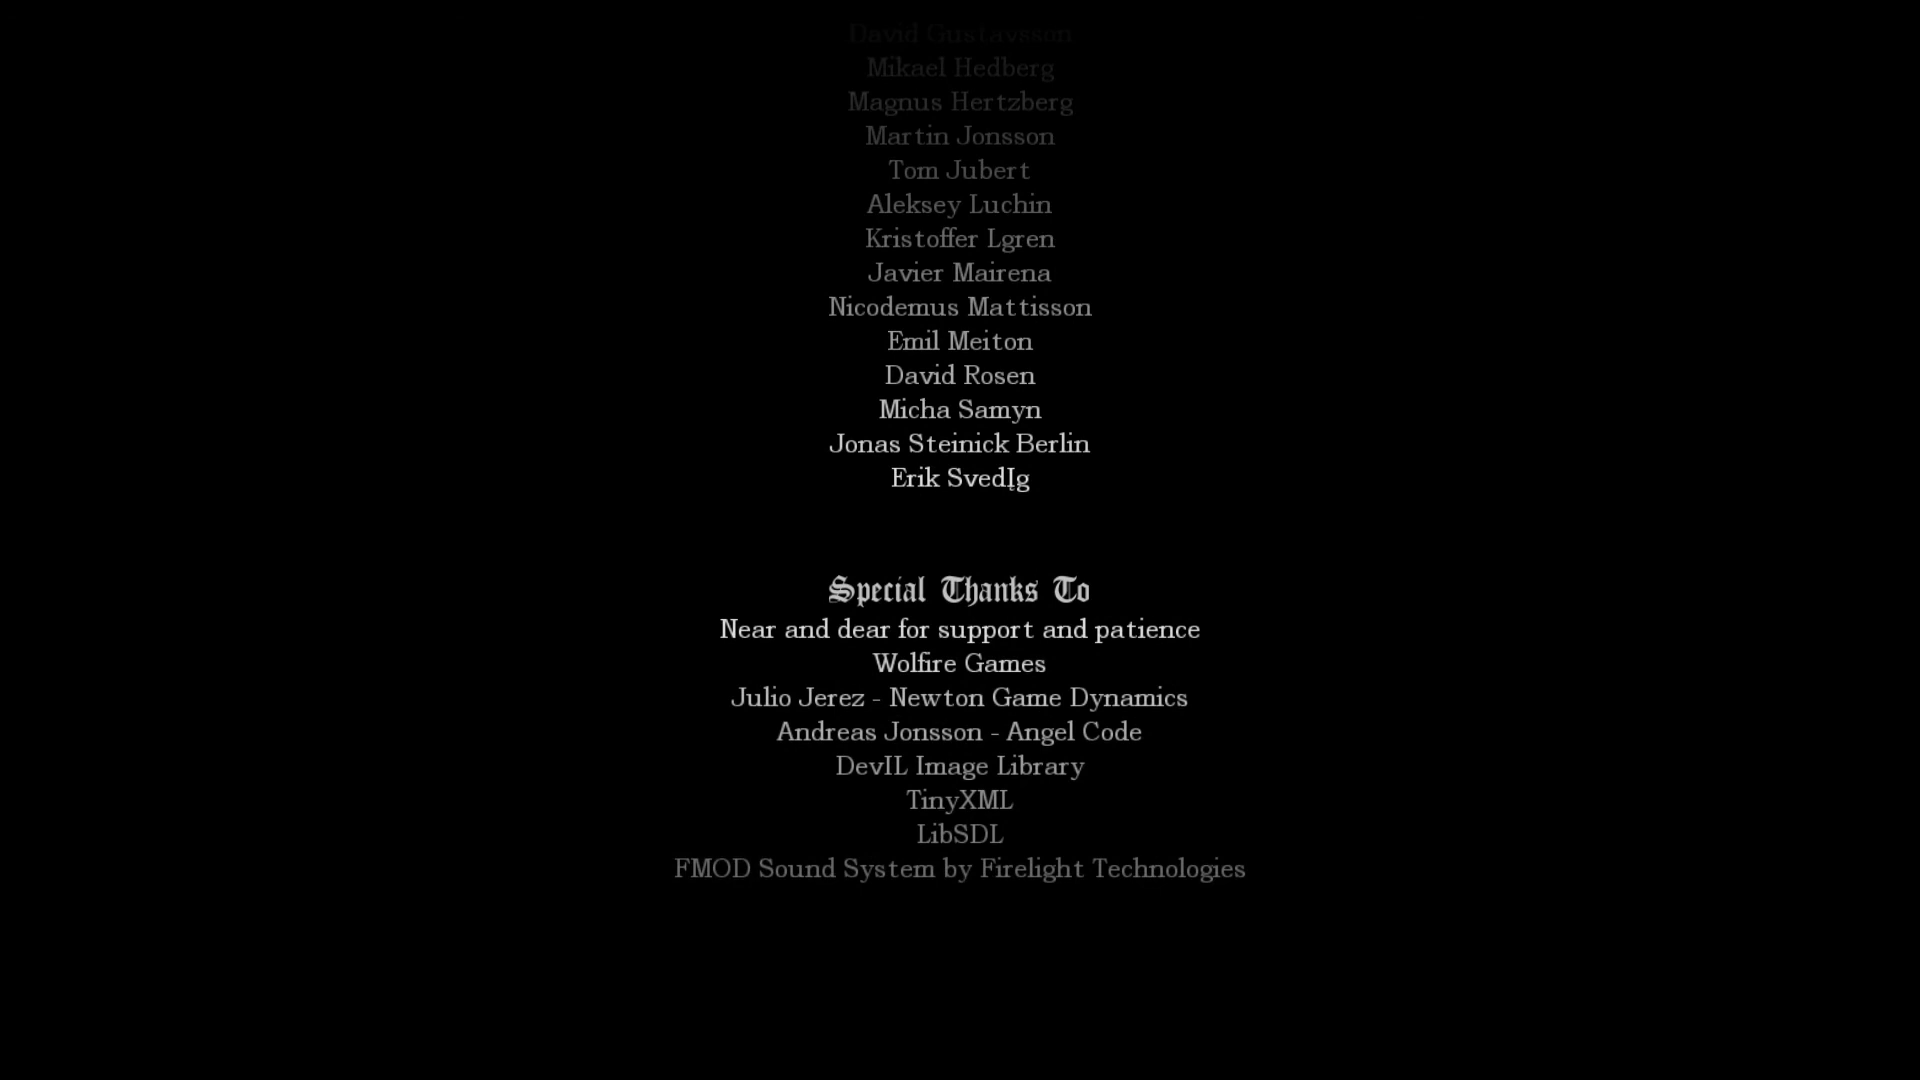 David Gustavsson
Mikael Hedberg
Magnus Hertzberg
Martin Jonsson
Tom Jubert
Aleksey Luchin
Kristoffer Lgren
Javier Mairena
Nicodemus Mattisson
Emil Meiton
David Rosen
Micha Samyn
Jonas Steinick Berlin
Erik SvedĮg
Special Thanks To
Near and dear for support and patience
Wolfire Games
Julio Jerez - Newton Game Dynamics
Andreas Jonsson - Angel Code
DevIL Image Library
TinyXML
LibSDL
FMOD Sound System by Firelight Technologies